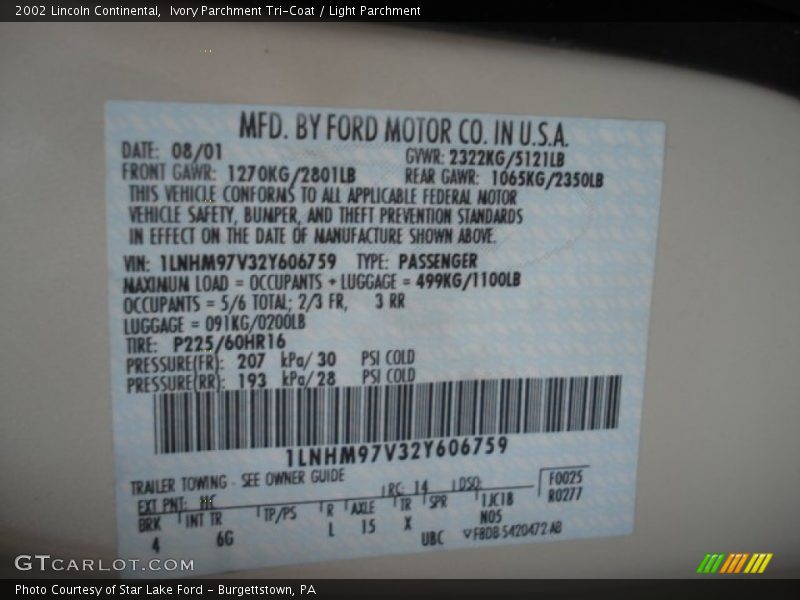 2002 Lincoln Continental, Ivory Parchment Tri-Coat / Light Parchment
MFD. BY FORD MOTOR CO. IN U.S.A.
DATE: 08/01 GVWR: 2322KG/5121LB
FRONT GAWR: 1270KG/2801LB REAR GAWR: 1065KG/2350LB
THIS VEHICLE CONFORMS TO ALL APPLICABLE FEDERAL MOTOR
VEHICLE SAFETY, BUMPER, AND THEFT PREVENTION STANDARDS
IN EFFECT ON THE DATE OF MANUFACTURE SHOWN ABOVE.
VIN: 1LNHM97V32Y606759 TYPE: PASSENGER
MAXIMUM LOAD = OCCUPANTS + LUGGAGE = 499KG/1100LB
OCCUPANTS = 5/6 TOTAL; 2/3 FR, 3 RR
LUGGAGE = 091KG/0200LB
TIRE: P225/60HR16
PRESSURE(FR): 207 kPa/ 30 PSI COLD
PRESSURE(RR): 193 kPa/ 28 PSI COLD
1LNHM97V32Y606759
TRAILER TOWING - SEE OWNER GUIDE
EXT PNT: RC: 14 DSO: F0025
BRK INT TR TP/PS R AXLE TR SPR 1JC18 R0277
4 6G L 15 X N05
UBC F8DB 5420472 AB
GTCARLOT.COM
Photo Courtesy of Star Lake Ford - Burgettstown, PA